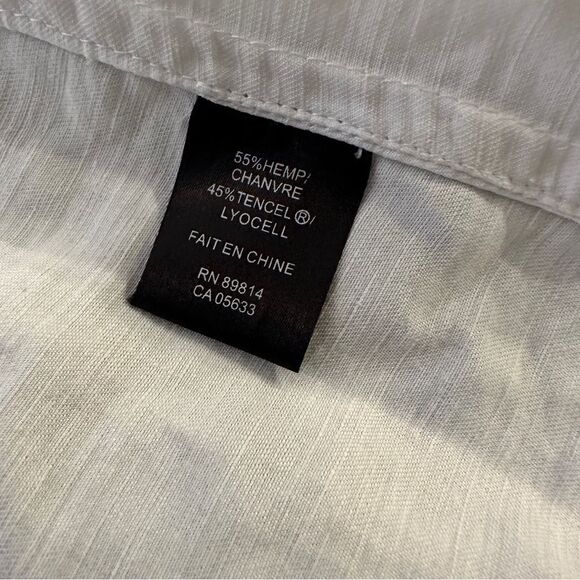 55%HEMP/
CHANVRE
45%TENCEL®/
LYOCELL
FAIT EN CHINE
RN 89814
CA 05633